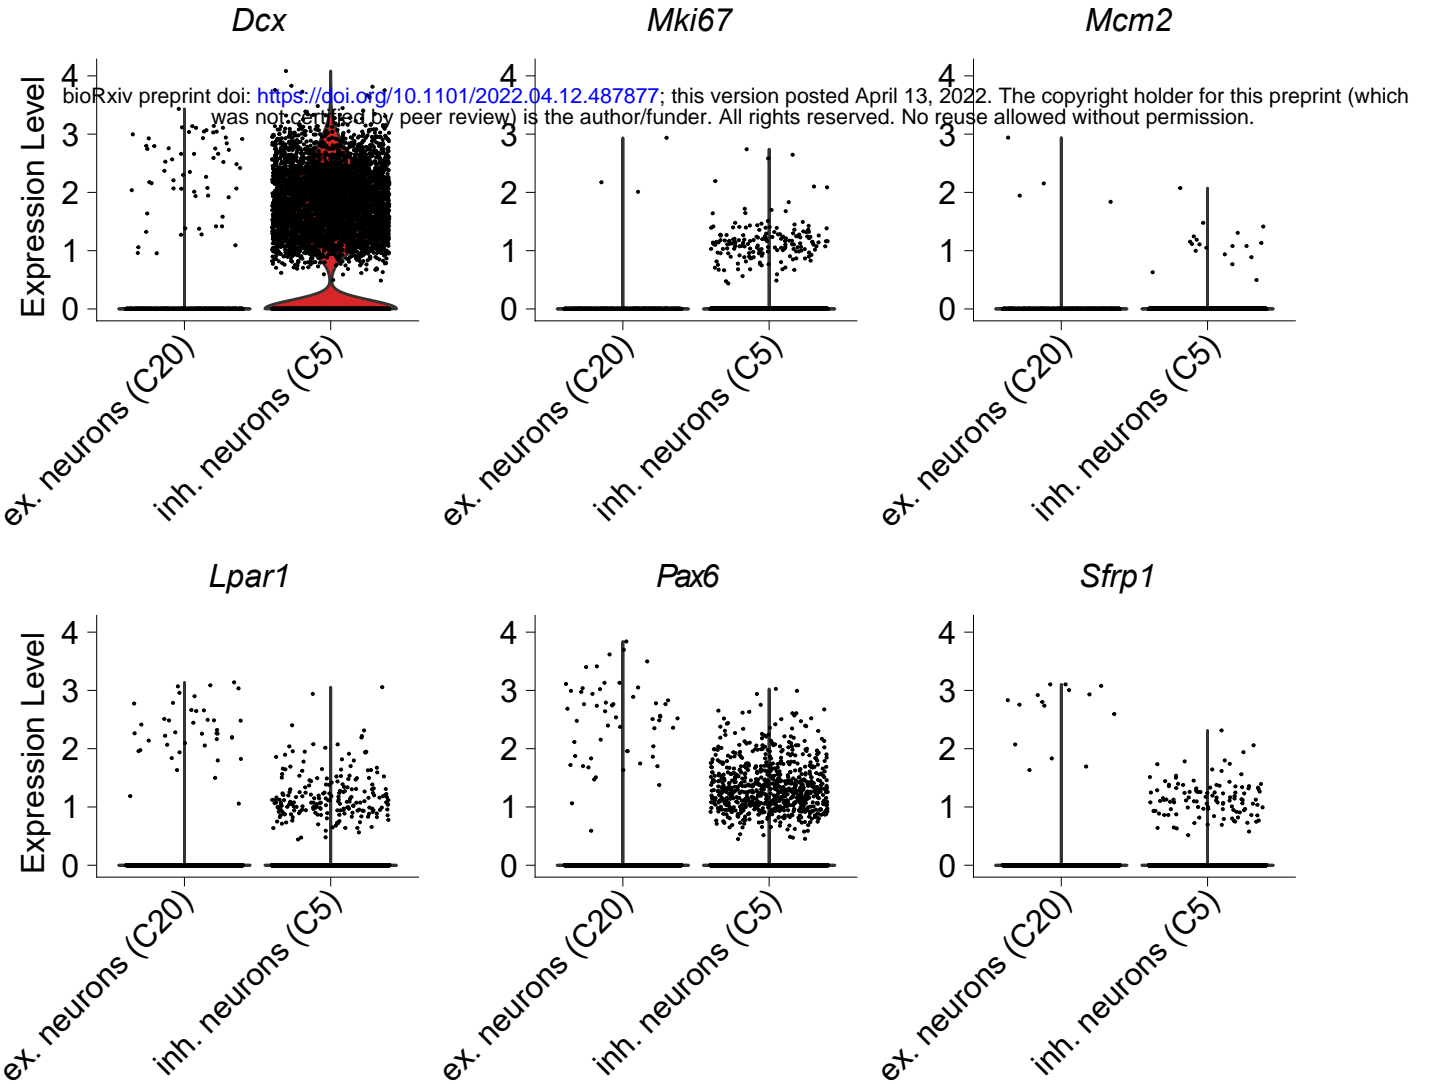 Dcx
Mki67
Mcm2
bioRxiv preprint doi: https://doi.org/10.1101/2022.04.12.487877; this version posted April 13, 2022. The copyright holder for this preprint (which
was not certified by peer review) is the author/funder. All rights reserved. No reuse allowed without permission.
Expression Level
4
3
2
1
0
ex. neurons (C20)
inh. neurons (C5)
4
3
2
1
0
ex. neurons (C20)
inh. neurons (C5)
4
3
2
1
0
ex. neurons (C20)
inh. neurons (C5)
Lpar1
Pax6
Sfrp1
Expression Level
4
3
2
1
0
ex. neurons (C20)
inh. neurons (C5)
4
3
2
1
0
ex. neurons (C20)
inh. neurons (C5)
4
3
2
1
0
ex. neurons (C20)
inh. neurons (C5)